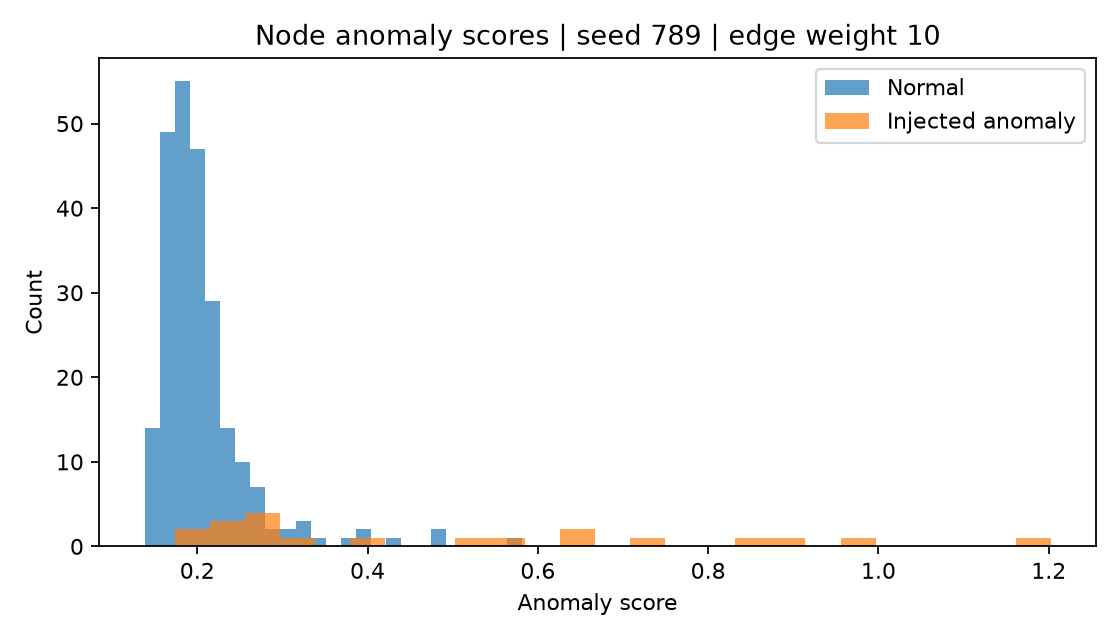 Node anomaly scores | seed 789 | edge weight 10
Normal
Injected anomaly
50
40
30
20
10
0
Count
0.2 0.4 0.6 0.8 1.0 1.2
Anomaly score